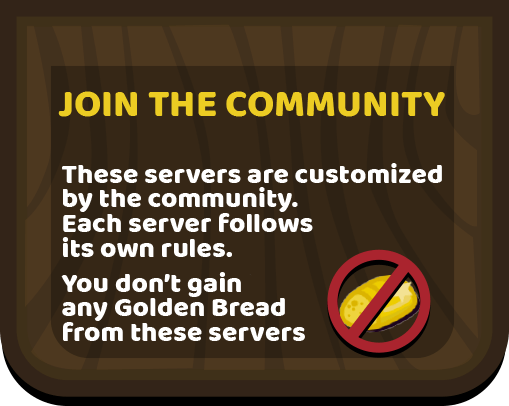 JOIN THE COMMUNITY
These servers are customized
by the community.
Each server follows
its own rules.
You don't gain
any Golden Bread
from these servers